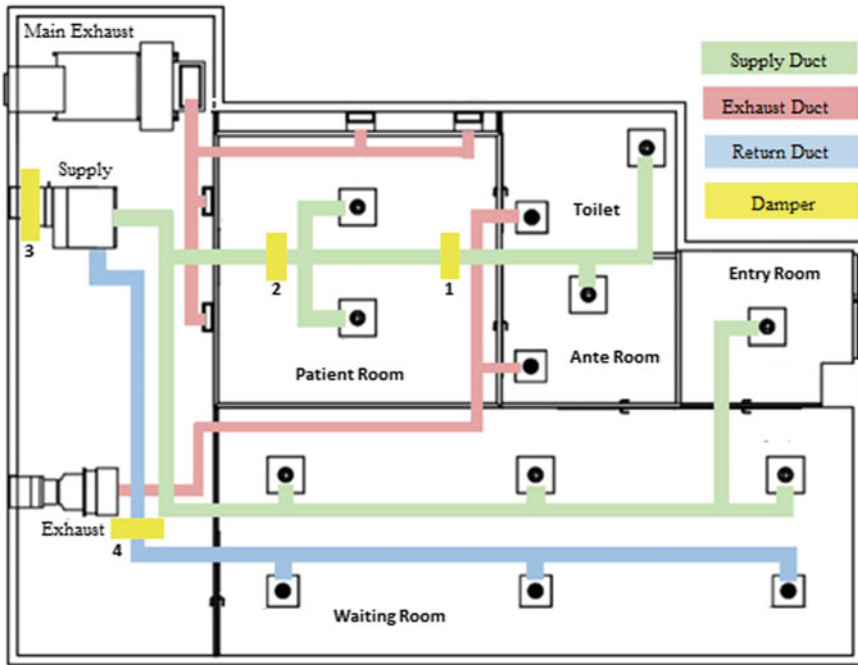 Main Exhaust
Supply Duct
Exhaust Duct
Return Duct
Damper
Supply
3
2
1
Toilet
Entry Room
Patient Room
Ante Room
Exhaust
4
Waiting Room